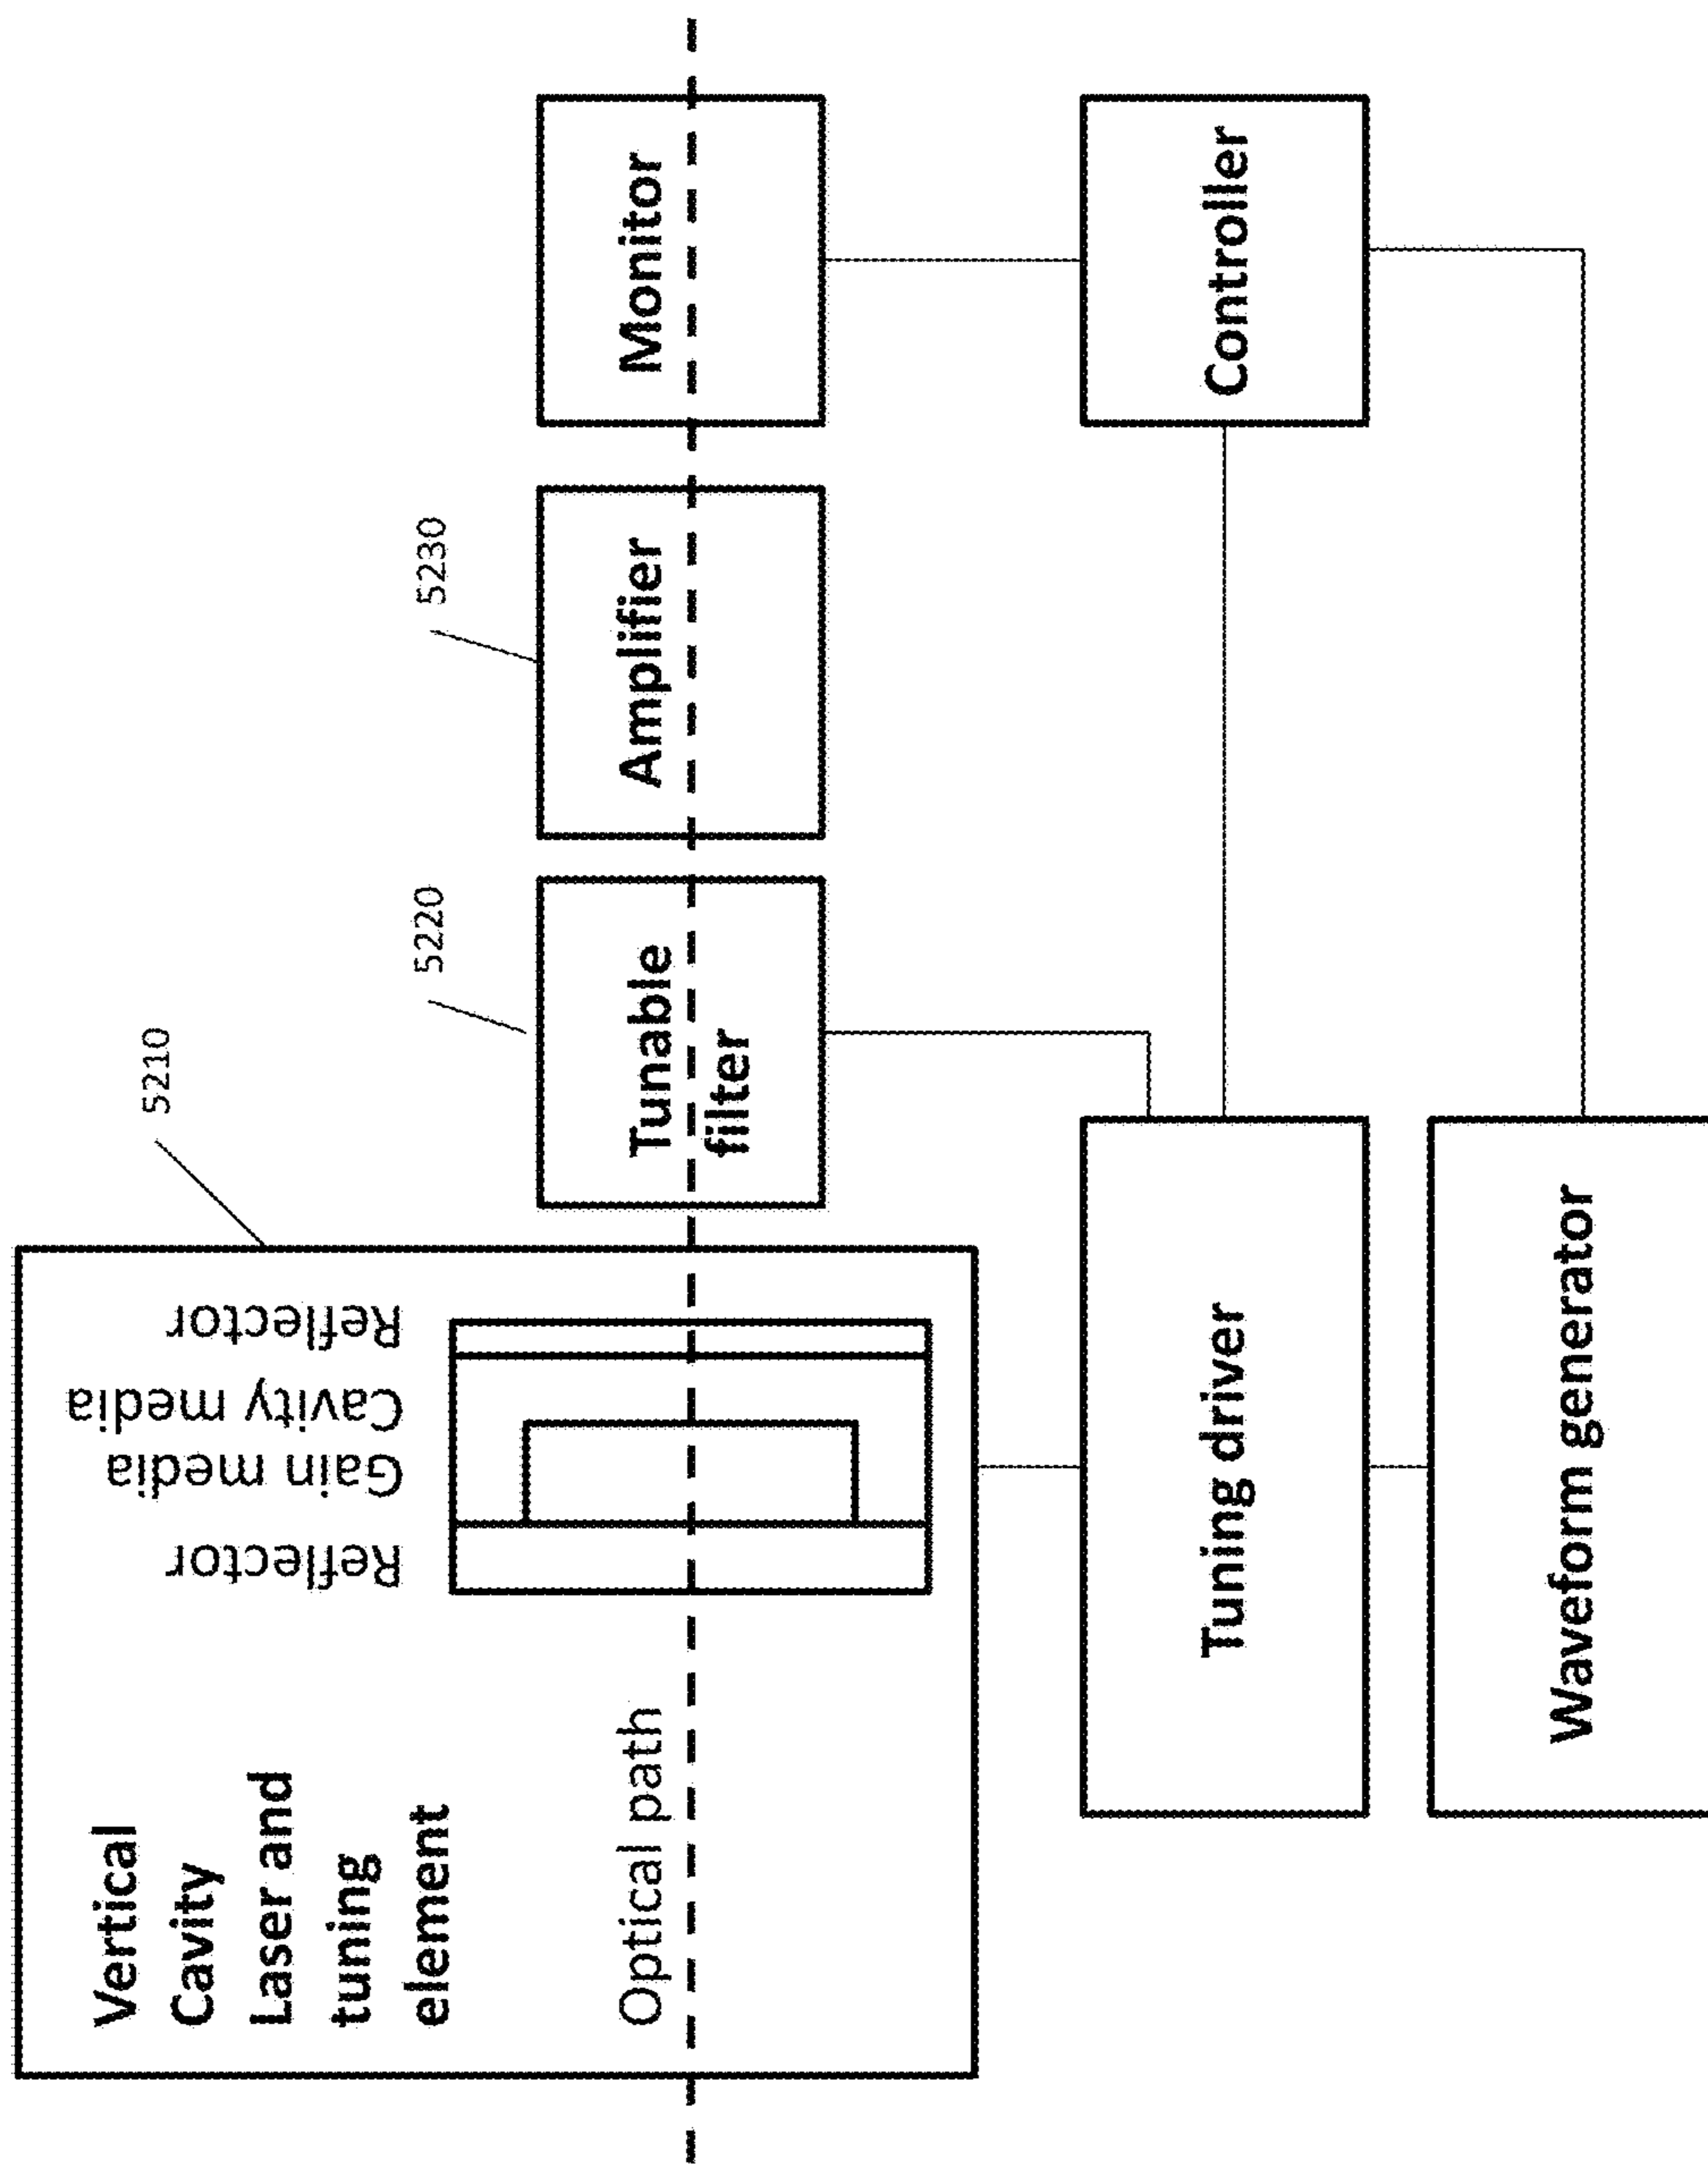 5210
5220
5230
Vertical
Cavity
Laser and
tuning
element
Reflector
Gain media
Cavity media
Reflector
Optical path
Tunable
filter
Amplifier
Monitor
Tuning driver
Controller
Waveform generator